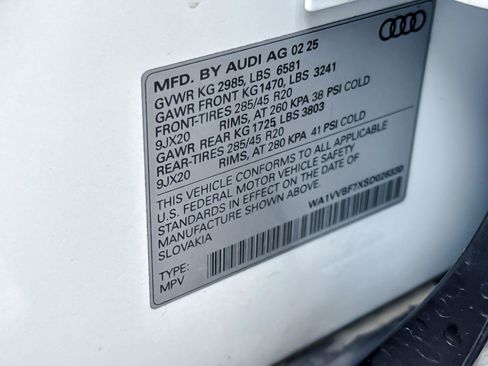 MFD. BY AUDI AG 02 25
GVWR KG 2985, LBS 6581
GAWR FRONT KG 1470, LBS 3241
FRONT-TIRES 285/45 R20
9JX20 RIMS, AT 260 KPA 38 PSI COLD
GAWR REAR KG 1725, LBS 3803
REAR-TIRES 285/45 R20
9JX20 RIMS, AT 280 KPA 41 PSI COLD
THIS VEHICLE CONFORMS TO ALL APPLICABLE
U.S. FEDERAL MOTOR VEHICLE SAFETY
STANDARDS IN EFFECT ON THE DATE OF
MANUFACTURE SHOWN ABOVE.
SLOVAKIA
WA1VVBF7XSD026330
TYPE:
MPV